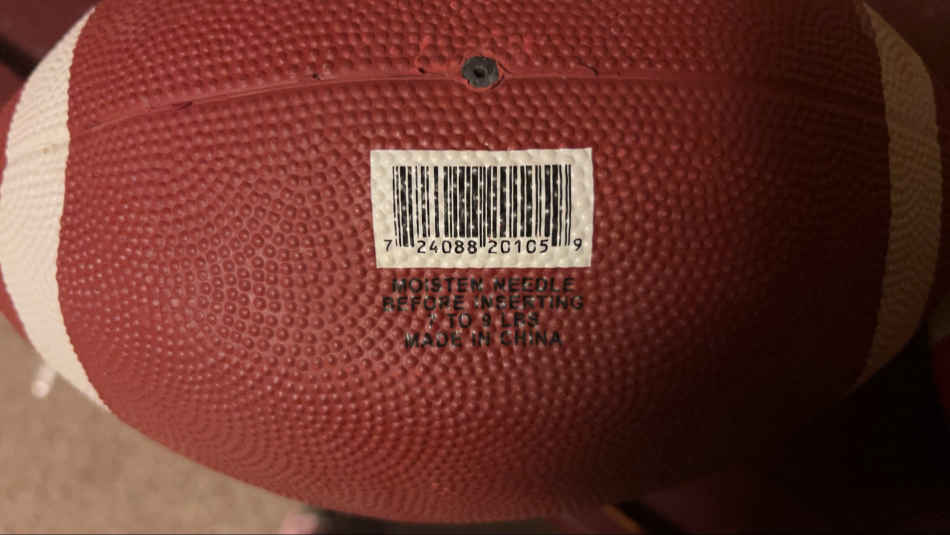 7 24088 20105 9
MOISTEN NEEDLE
BEFORE INSERTING
7 TO 9 LBS
MADE IN CHINA